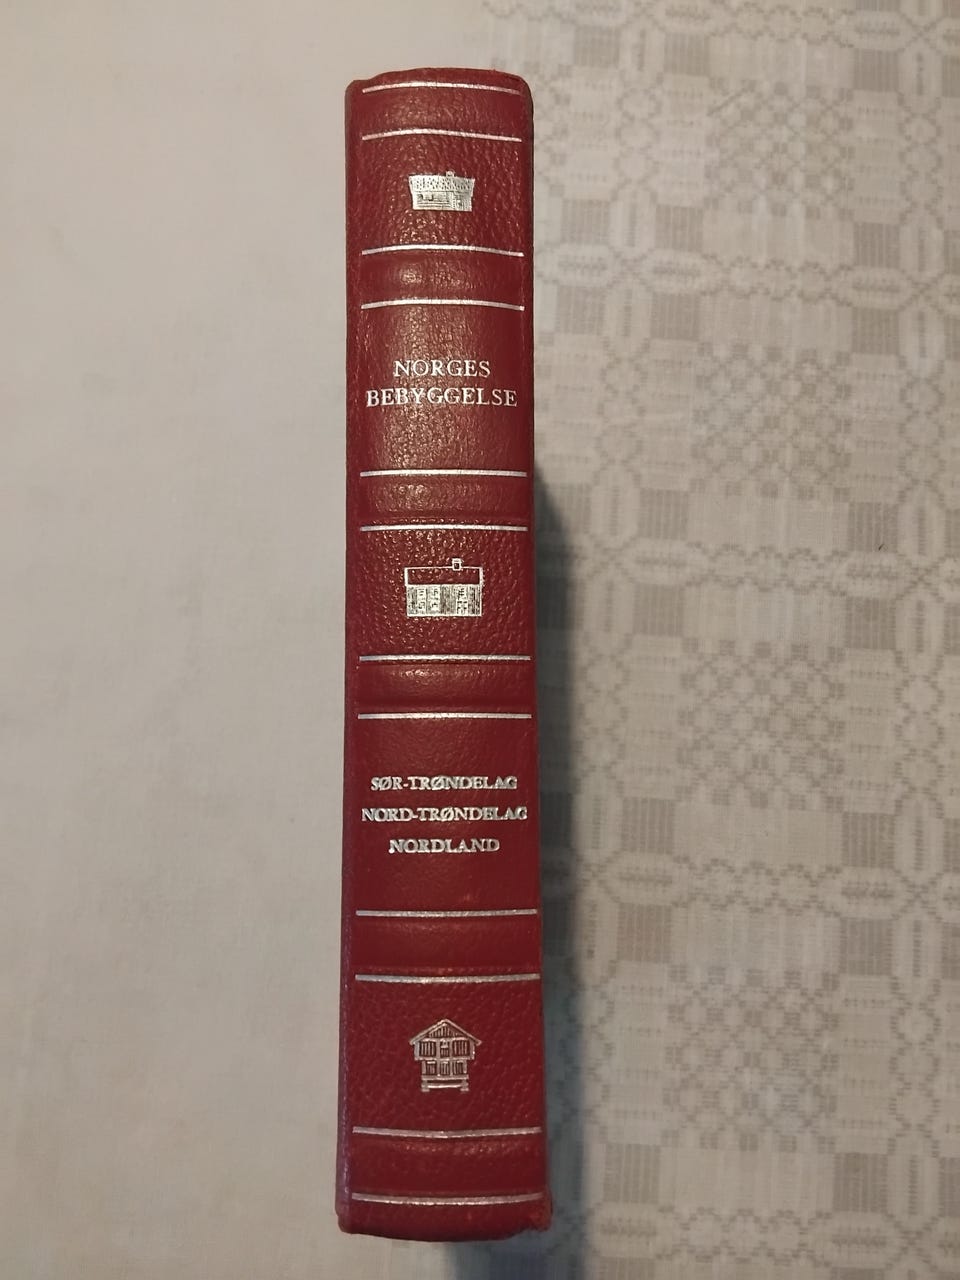 NORGES
BEBYGGELSE
SØR-TRØNDELAG
NORD-TRØNDELAG
NORDLAND